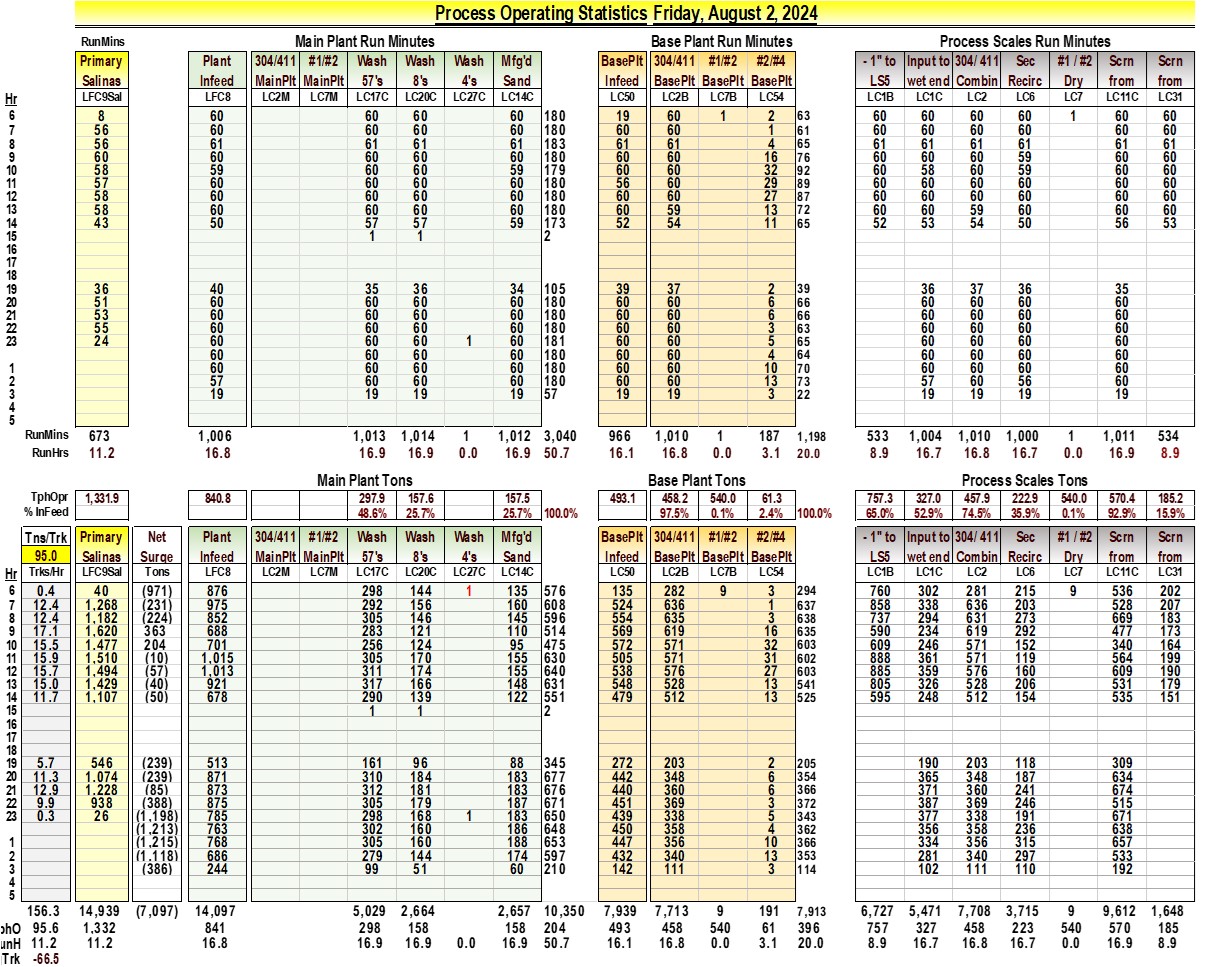 Process Operating Statistics Friday, August 2, 2024
RunMins Main Plant Run Minutes Base Plant Run Minutes Process Scales Run Minutes
Primary Plant 304/411 #1/#2 Wash Wash Wash Mfg'd BasePlt 304/411 #1/#2 #2/#4 - 1" to Input to 304/ 411 Sec #1 / #2 Scrn Scrn
Salinas Infeed MainPlt MainPlt 57's 8's 4's Sand Infeed BasePlt BasePlt BasePlt LS5 wet end Combin Recirc Dry from from
Hr LFC9Sal LFC8 LC2M LC7M LC17C LC20C LC27C LC14C LC50 LC2B LC7B LC54 LC1B LC1C LC2 LC6 LC7 LC11C LC31
6 8 60 60 60 60 180 19 60 1 2 63 60 60 60 60 1 60 60
7 56 60 60 60 60 180 60 60 1 61 60 60 60 60 60 60
8 56 61 61 61 61 183 61 61 4 65 61 61 61 61 61 61
9 60 60 60 60 60 180 60 60 16 76 60 60 60 59 60 60
10 58 59 60 60 59 179 60 60 32 92 60 58 60 59 60 60
11 57 60 60 60 60 180 56 60 29 89 60 60 60 60 60 60
12 58 60 60 60 60 180 60 60 27 87 60 60 60 60 60 60
13 58 60 60 60 60 180 60 59 13 72 60 60 59 60 60 60
14 43 50 57 57 59 173 52 54 11 65 52 53 54 50 56 53
15 1 1 2
16
17
18
19 36 40 35 36 34 105 39 37 2 39 36 37 36 35
20 51 60 60 60 60 180 60 60 6 66 60 60 60 60
21 53 60 60 60 60 180 60 60 6 66 60 60 60 60
22 55 60 60 60 60 180 60 60 3 63 60 60 60 60
23 24 60 60 60 1 60 181 60 60 5 65 60 60 60 60
60 60 60 60 180 60 60 4 64 60 60 60 60
1 60 60 60 60 180 60 60 10 70 60 60 60 60
2 57 60 60 60 180 60 60 13 73 57 60 56 60
3 19 19 19 19 57 19 19 3 22 19 19 19 19
4
5
RunMins 673 1,006 1,013 1,014 1 1,012 3,040 966 1,010 1 187 1,198 533 1,004 1,010 1,000 1 1,011 534
RunHrs 11.2 16.8 16.9 16.9 0.0 16.9 50.7 16.1 16.8 0.0 3.1 20.0 8.9 16.7 16.8 16.7 0.0 16.9 8.9
Main Plant Tons Base Plant Tons Process Scales Tons
TphOpr 1,331.9 840.8 297.9 157.6 157.5 493.1 458.2 540.0 61.3 757.3 327.0 457.9 222.9 540.0 570.4 185.2
% InFeed 48.6% 25.7% 25.7% 100.0% 97.5% 0.1% 2.4% 100.0% 65.0% 52.9% 74.5% 35.9% 0.1% 92.9% 15.9%
Tns/Trk Primary Net Plant 304/411 #1/#2 Wash Wash Wash Mfg'd BasePlt 304/411 #1/#2 #2/#4 - 1" to Input to 304/ 411 Sec #1 / #2 Scrn Scrn
95.0 Salinas Surge Infeed MainPlt MainPlt 57's 8's 4's Sand Infeed BasePlt BasePlt BasePlt LS5 wet end Combin Recirc Dry from from
Hr Trks/Hr LFC9Sal Tons LFC8 LC2M LC7M LC17C LC20C LC27C LC14C LC50 LC2B LC7B LC54 LC1B LC1C LC2 LC6 LC7 LC11C LC31
6 0.4 40 (971) 876 298 144 1 135 576 135 282 9 3 294 760 302 281 215 9 536 202
7 12.4 1,268 (231) 975 292 156 160 608 524 636 1 637 858 338 636 203 528 207
8 12.4 1,182 (224) 852 305 146 145 596 554 635 3 638 737 294 631 273 669 183
9 17.1 1,620 363 688 283 121 110 514 569 619 16 635 590 234 619 292 477 173
10 15.5 1,477 204 701 256 124 95 475 572 571 32 603 609 246 571 152 340 164
11 15.9 1,510 (10) 1,015 305 170 155 630 505 571 31 602 888 361 571 119 564 199
12 15.7 1,494 (57) 1,013 311 174 155 640 538 576 27 603 885 359 576 160 609 190
13 15.0 1,429 (40) 921 317 166 148 631 548 528 13 541 805 326 528 206 531 179
14 11.7 1,107 (50) 678 290 139 122 551 479 512 13 525 595 248 512 154 535 151
15 1 1 2
16
17
18
19 5.7 546 (239) 513 161 96 88 345 272 203 2 205 190 203 118 309
20 11.3 1,074 (239) 871 310 184 183 677 442 348 6 354 365 348 187 634
21 12.9 1,228 (85) 873 312 181 183 676 440 360 6 366 371 360 241 674
22 9.9 938 (388) 875 305 179 187 671 451 369 3 372 387 369 246 515
23 0.3 26 (1,198) 785 298 168 1 183 650 439 338 5 343 377 338 191 671
(1,213) 763 302 160 186 648 450 358 4 362 356 358 236 638
1 (1,215) 768 305 160 188 653 447 356 10 366 334 356 315 657
2 (1,118) 686 279 144 174 597 432 340 13 353 281 340 297 533
3 (386) 244 99 51 60 210 142 111 3 114 102 111 110 192
4
5
156.3 14,939 (7,097) 14,097 5,029 2,664 2,657 10,350 7,939 7,713 9 191 7,913 6,727 5,471 7,708 3,715 9 9,612 1,648
phO 95.6 1,332 841 298 158 158 204 493 458 540 61 396 757 327 458 223 540 570 185
unH 11.2 11.2 16.8 16.9 16.9 0.0 16.9 50.7 16.1 16.8 0.0 3.1 20.0 8.9 16.7 16.8 16.7 0.0 16.9 8.9
Trk -66.5